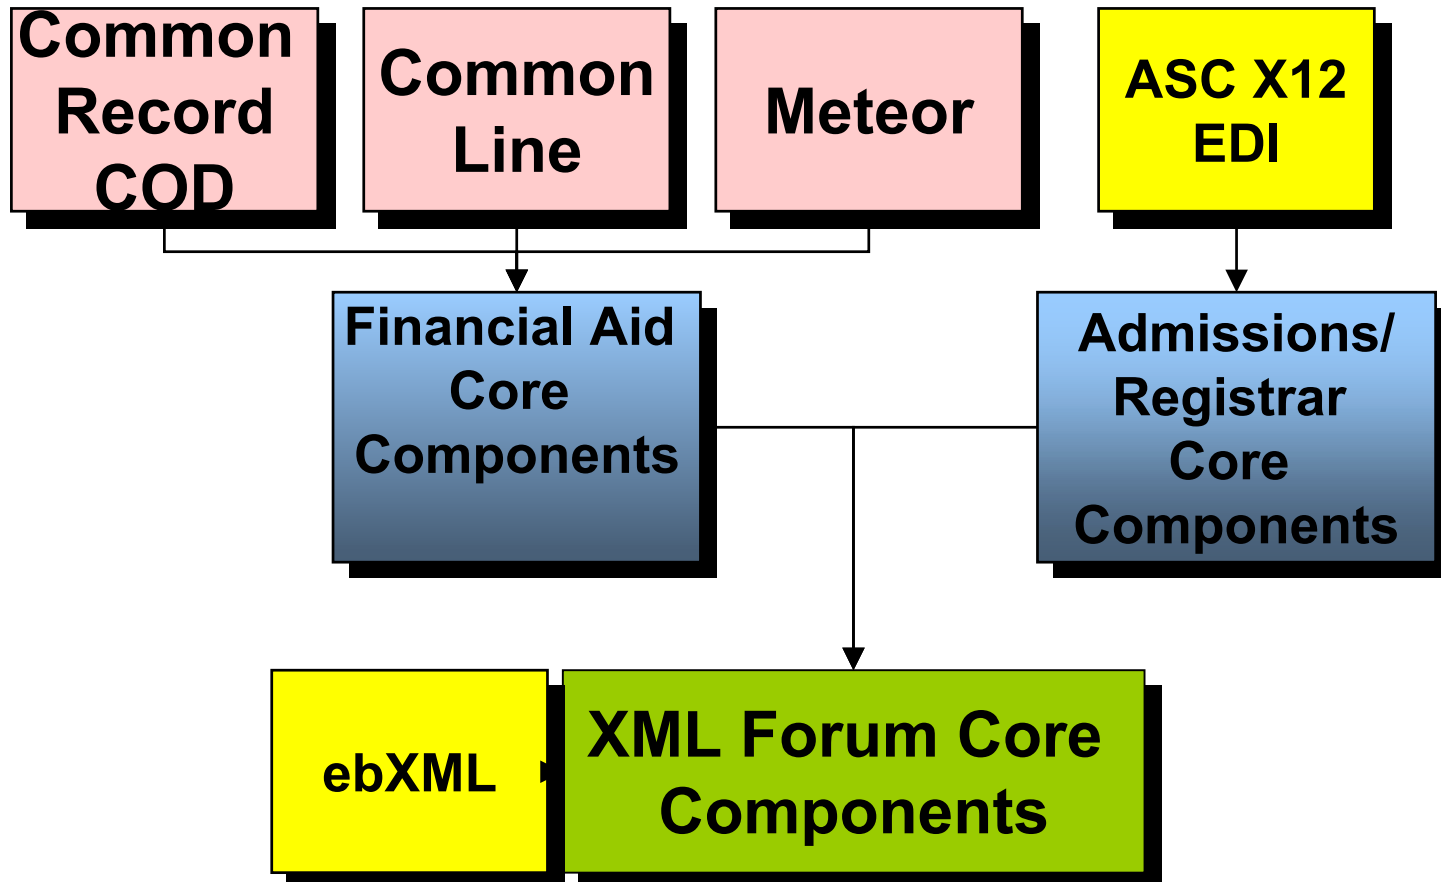 Common
Record
COD
Common
Line
Meteor
ASC X12
EDI
Financial Aid
Core
Components
Admissions/
Registrar
Core
Components
ebXML
XML Forum Core
Components